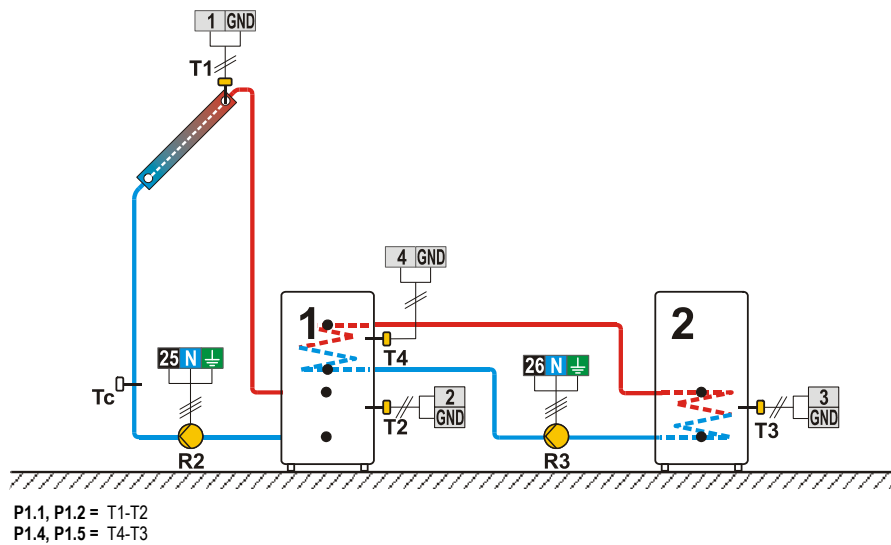 1 GND
T1
4 GND
1
2
T4
25 N
26 N
Tc
2
GND
3
GND
T2
T3
R2
R3
P1.1, P1.2 = T1-T2
P1.4, P1.5 = T4-T3